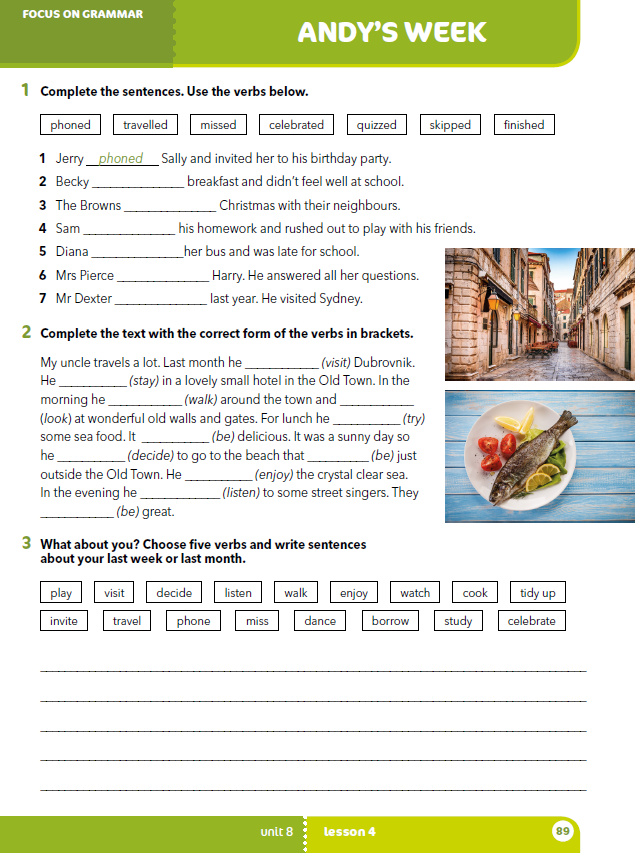 FOCUS ON GRAMMAR
ANDY'S WEEK
1 Complete the sentences. Use the verbs below.
phoned travelled missed celebrated quizzed skipped finished
1 Jerry __phoned__ Sally and invited her to his birthday party.
2 Becky ______________ breakfast and didn't feel well at school.
3 The Browns ______________ Christmas with their neighbours.
4 Sam ______________ his homework and rushed out to play with his friends.
5 Diana ______________her bus and was late for school.
6 Mrs Pierce ______________ Harry. He answered all her questions.
7 Mr Dexter ______________ last year. He visited Sydney.
2 Complete the text with the correct form of the verbs in brackets.
My uncle travels a lot. Last month he ___________ (visit) Dubrovnik.
He __________ (stay) in a lovely small hotel in the Old Town. In the
morning he ___________ (walk) around the town and ___________
(look) at wonderful old walls and gates. For lunch he __________ (try)
some sea food. It __________ (be) delicious. It was a sunny day so
he __________ (decide) to go to the beach that _________ (be) just
outside the Old Town. He __________ (enjoy) the crystal clear sea.
In the evening he ____________ (listen) to some street singers. They
___________ (be) great.
3 What about you? Choose five verbs and write sentences
about your last week or last month.
play visit decide listen walk enjoy watch cook tidy up
invite travel phone miss dance borrow study celebrate
unit 8 lesson 4 89